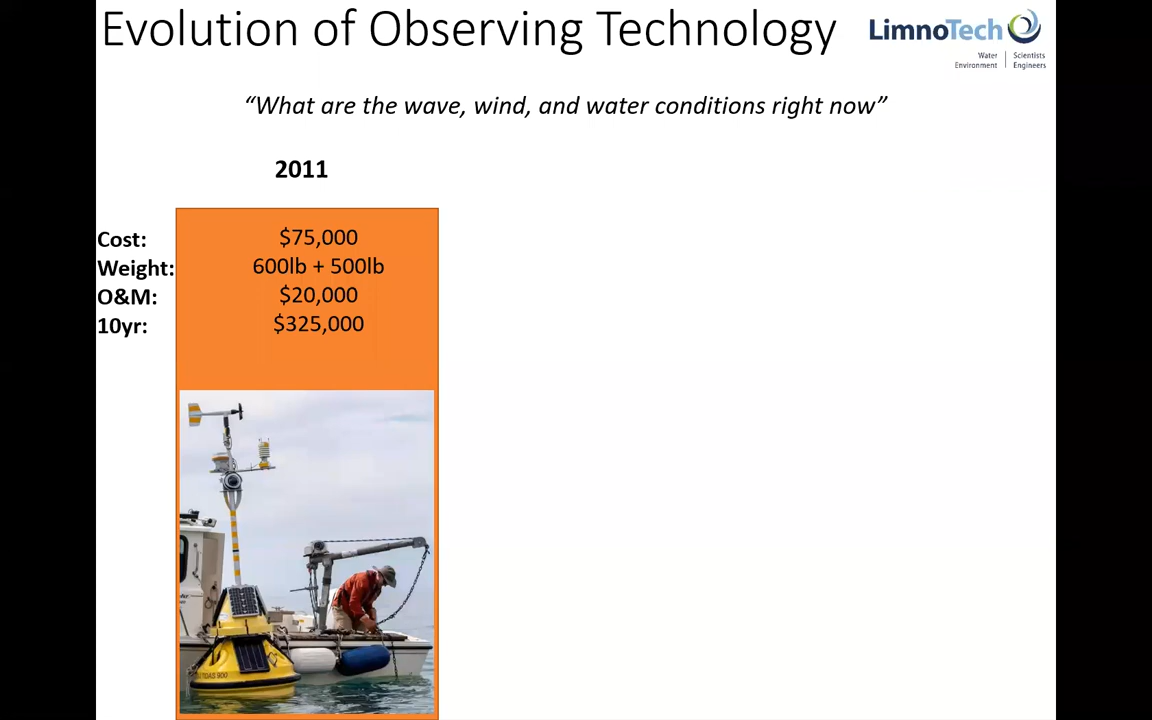 Evolution of Observing Technology
LimnoTech
Water | Scientists
Environment | Engineers
“What are the wave, wind, and water conditions right now”
2011
Cost: $75,000
Weight: 600lb + 500lb
O&M: $20,000
10yr: $325,000